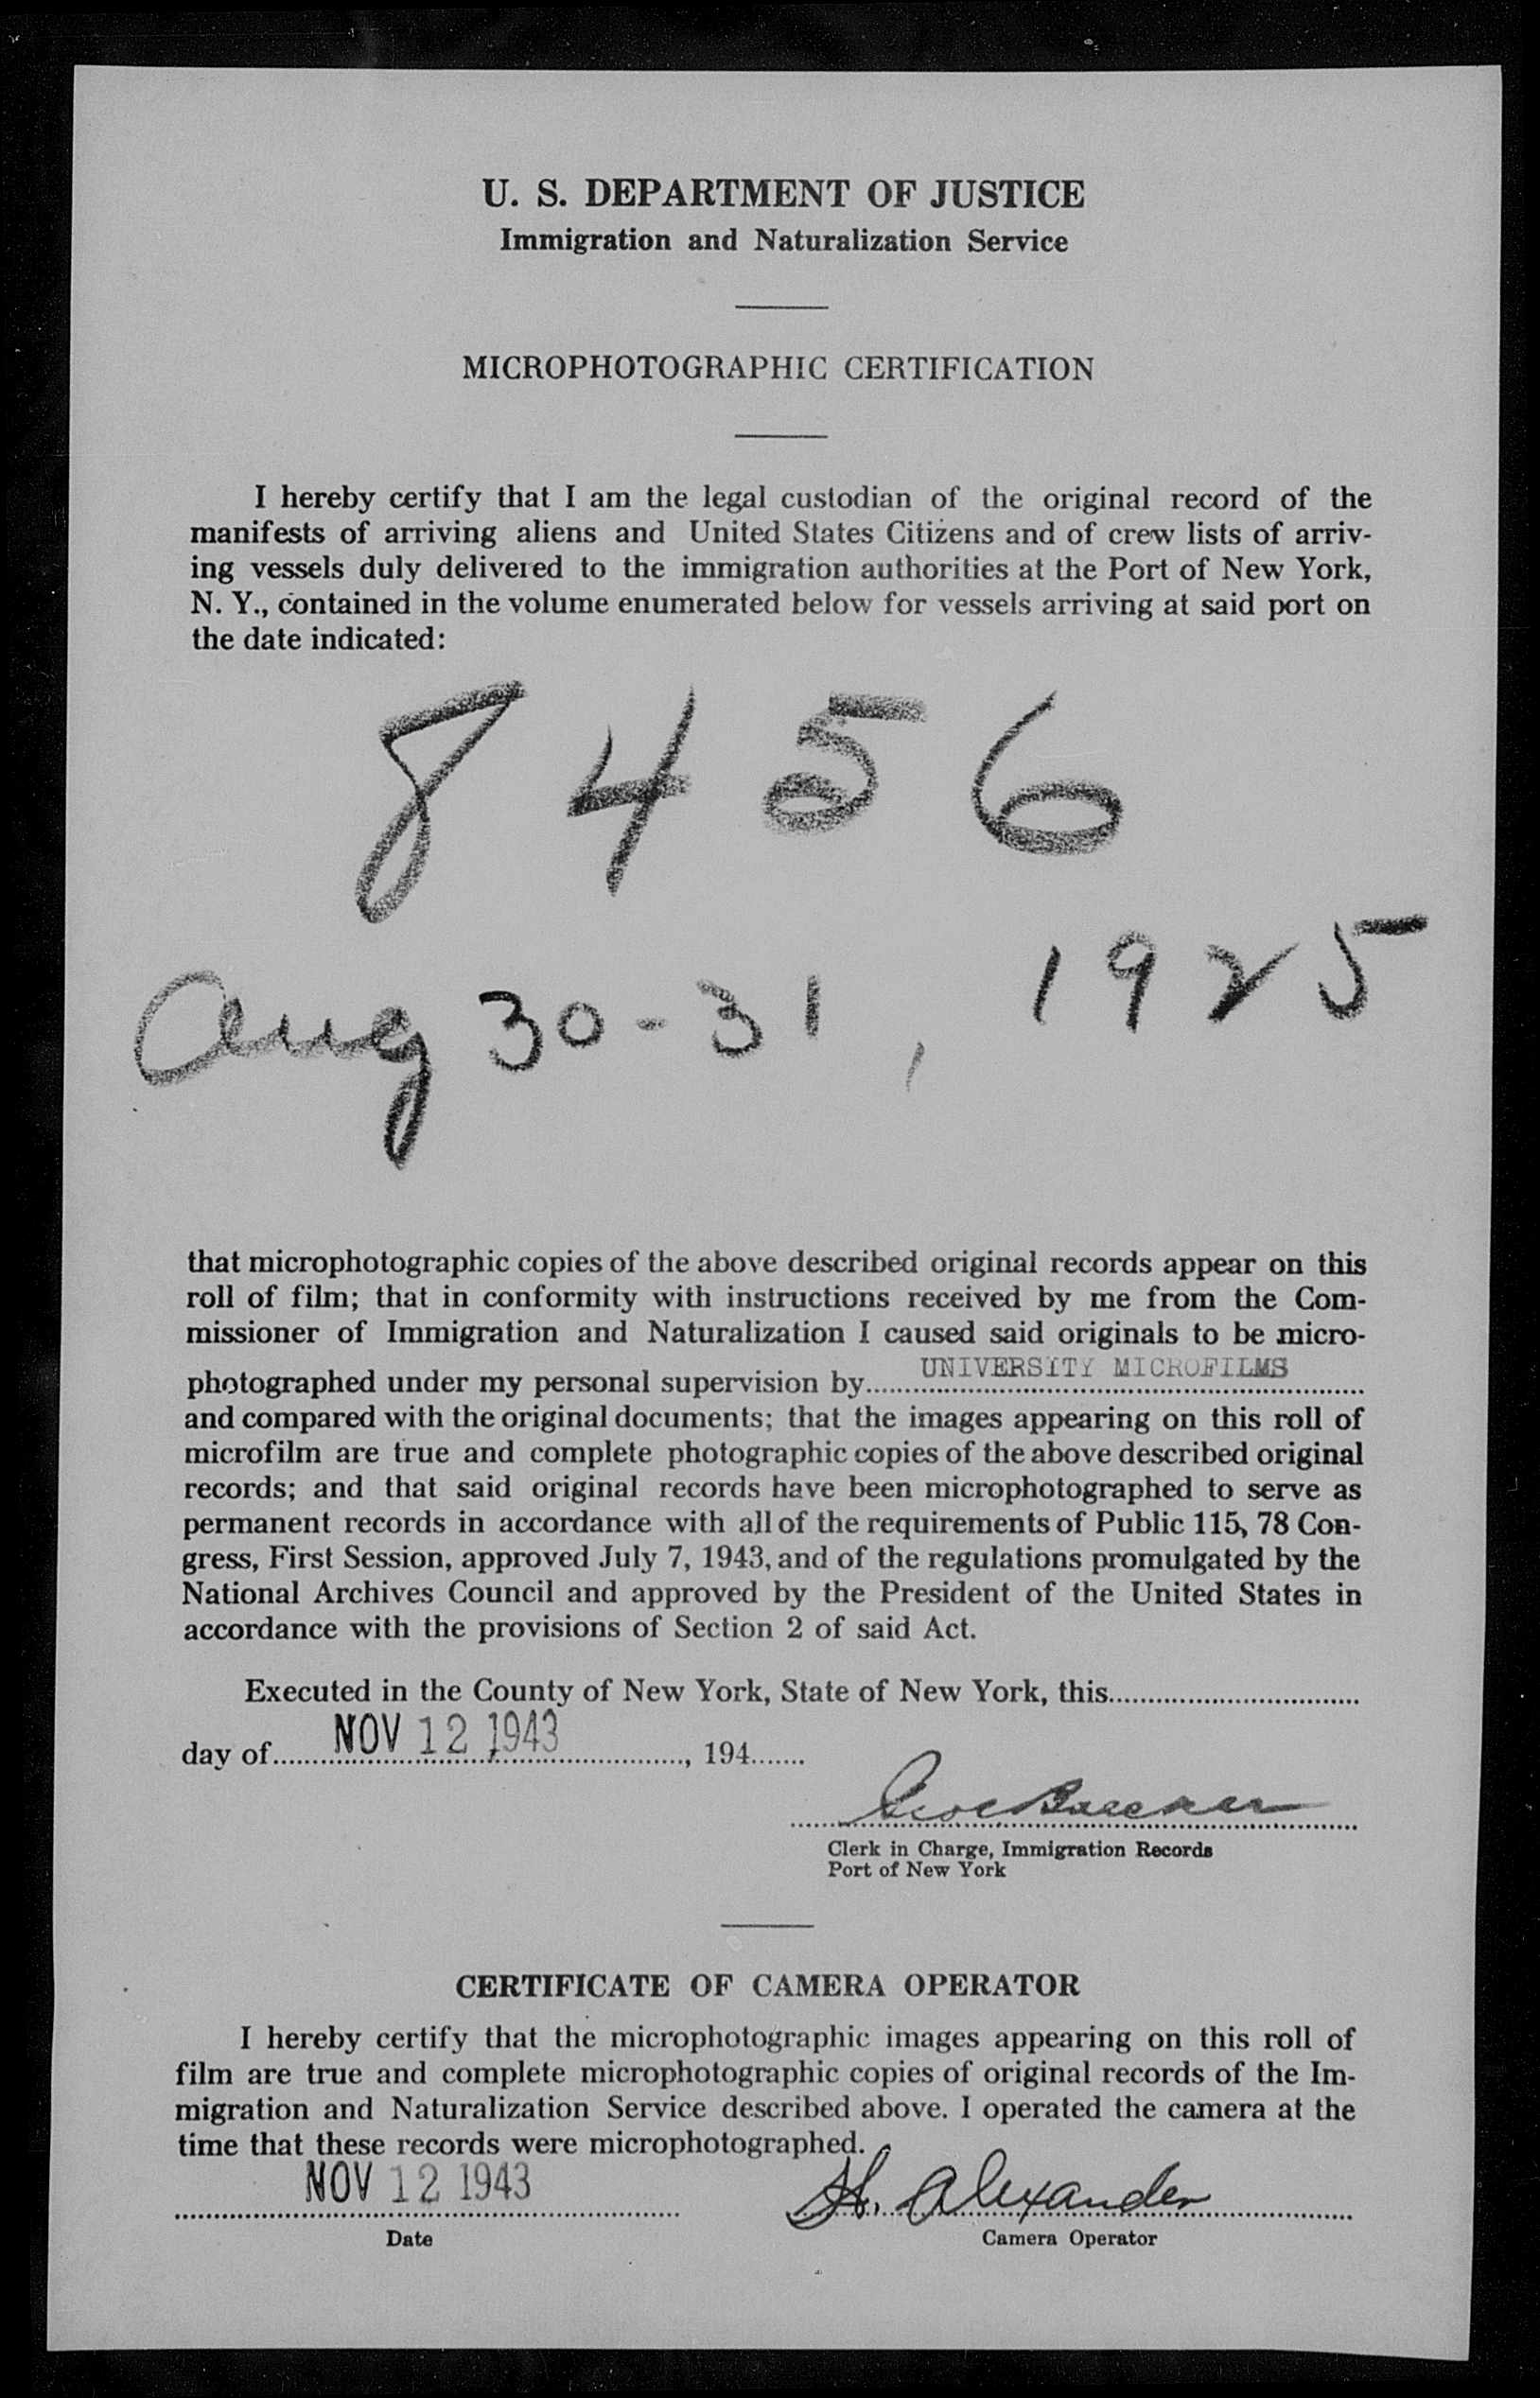 U. S. DEPARTMENT OF JUSTICE
Immigration and Naturalization Service
MICROPHOTOGRAPHIC CERTIFICATION
I hereby certify that I am the legal custodian of the original record of the
manifests of arriving aliens and United States Citizens and of crew lists of arriv-
ing vessels duly delivered to the immigration authorities at the Port of New York,
N. Y., contained in the volume enumerated below for vessels arriving at said port on
the date indicated:
8456
Aug 30-31, 1925
that microphotographic copies of the above described original records appear on this
roll of film; that in conformity with instructions received by me from the Com-
missioner of Immigration and Naturalization I caused said originals to be micro-
photographed under my personal supervision by UNIVERSITY MICROFILMS
and compared with the original documents; that the images appearing on this roll of
microfilm are true and complete photographic copies of the above described original
records; and that said original records have been microphotographed to serve as
permanent records in accordance with all of the requirements of Public 115, 78 Con-
gress, First Session, approved July 7, 1943, and of the regulations promulgated by the
National Archives Council and approved by the President of the United States in
accordance with the provisions of Section 2 of said Act.
Executed in the County of New York, State of New York, this
day of NOV 12 1943, 194
Clerk in Charge, Immigration Records
Port of New York
CERTIFICATE OF CAMERA OPERATOR
I hereby certify that the microphotographic images appearing on this roll of
film are true and complete microphotographic copies of original records of the Im-
migration and Naturalization Service described above. I operated the camera at the
time that these records were microphotographed.
NOV 12 1943 H. Alexander
Date Camera Operator